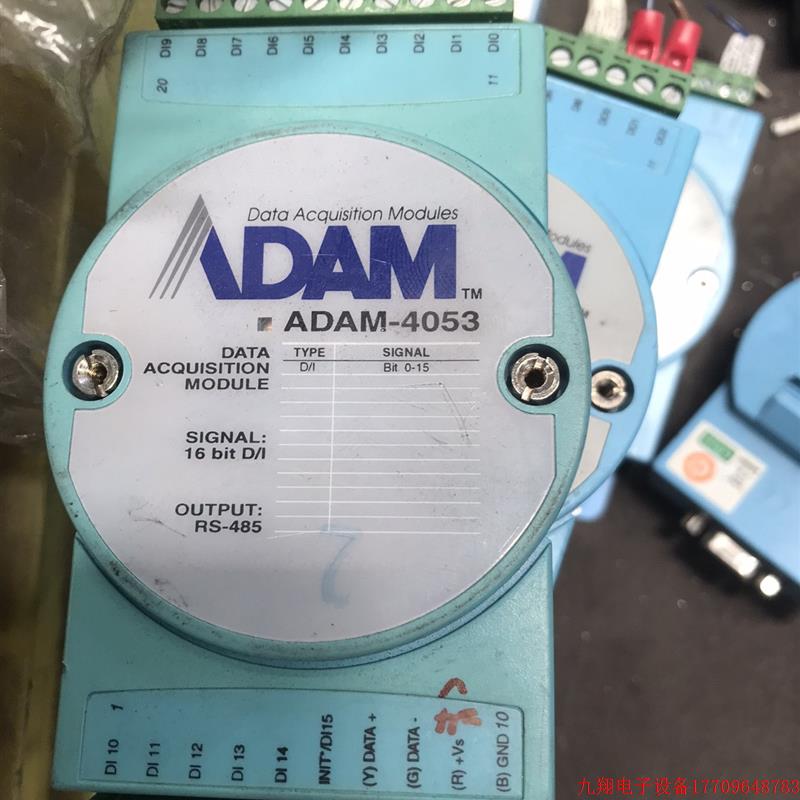 DI9 DI8 DI7 DI6 DI5 DI4 DI3 DI2 DI1 DI0
20 11
Data Acquisition Modules
ADAM TM
ADAM-4053
DATA
ACQUISITION
MODULE
TYPE SIGNAL
D/I Bit 0-15
SIGNAL:
16 bit D/I
OUTPUT:
RS-485
2
1 10
DI 10 DI 11 DI 12 DI 13 DI 14 INIT*/DI15 (Y) DATA + (G) DATA - (R) +Vs (B) GND
Modules
九翔电子设备17709648783